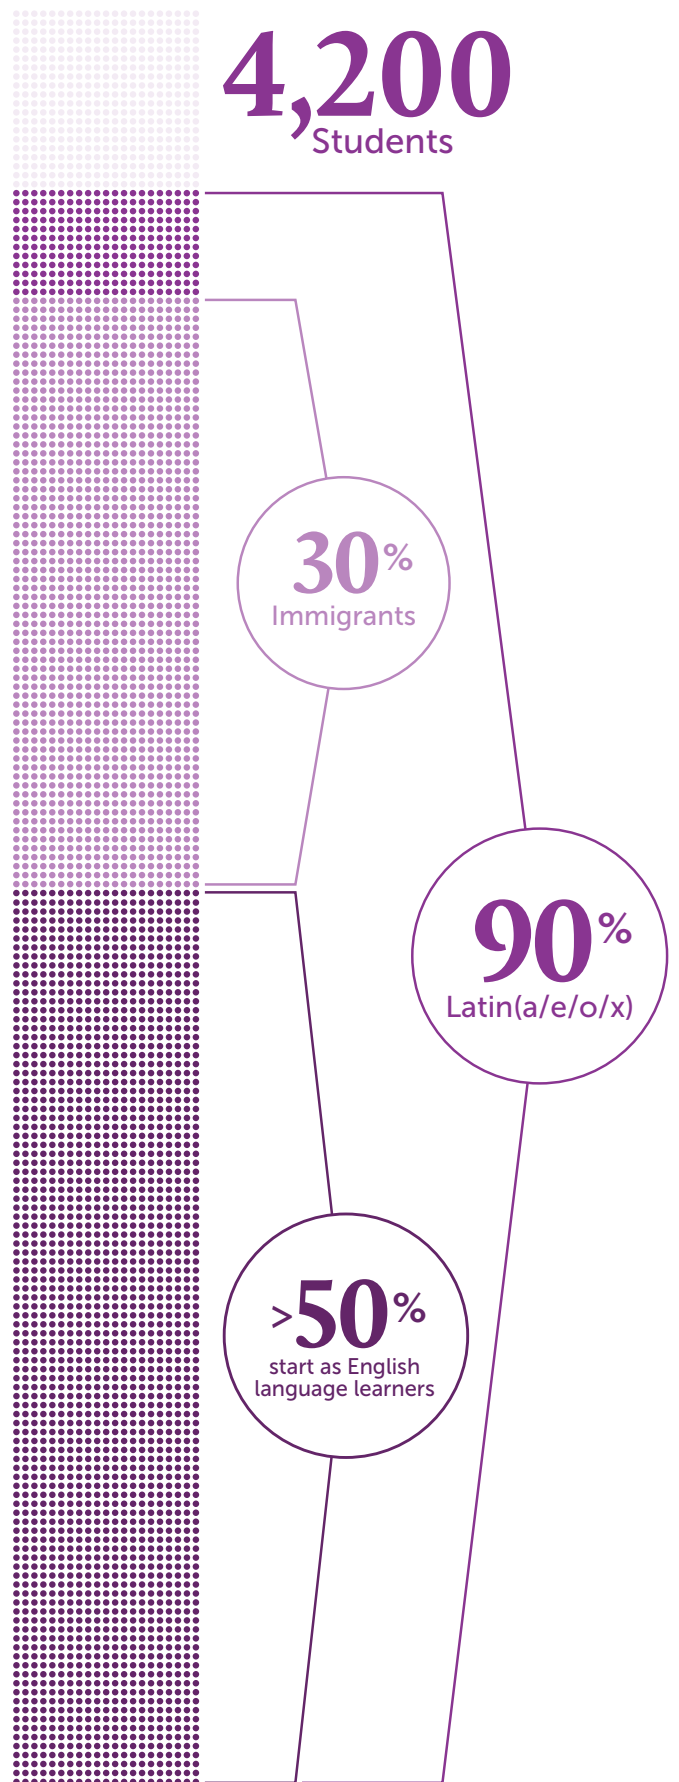 4,200
Students
30%
Immigrants
90%
Latin(a/e/o/x)
>50%
start as English
language learners